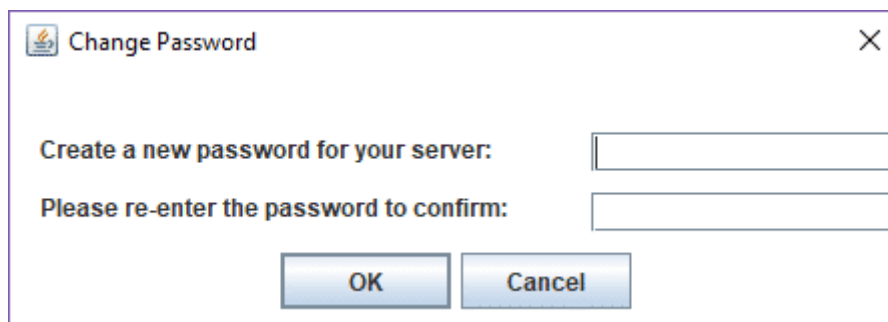 Change Password
Create a new password for your server:
Please re-enter the password to confirm:
OK
Cancel